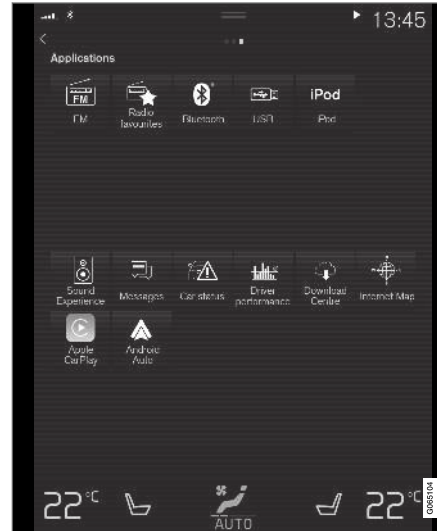 13:45
Applications
FM
iPod
FM
Radio
favourites
Bluetooth
USB
iPod
Sound
Experience
Messages
Car status
Driver
performance
Download
Centre
Internet Map
Apple
CarPlay
Android
Auto
22°C
AUTO
22°C
G065104